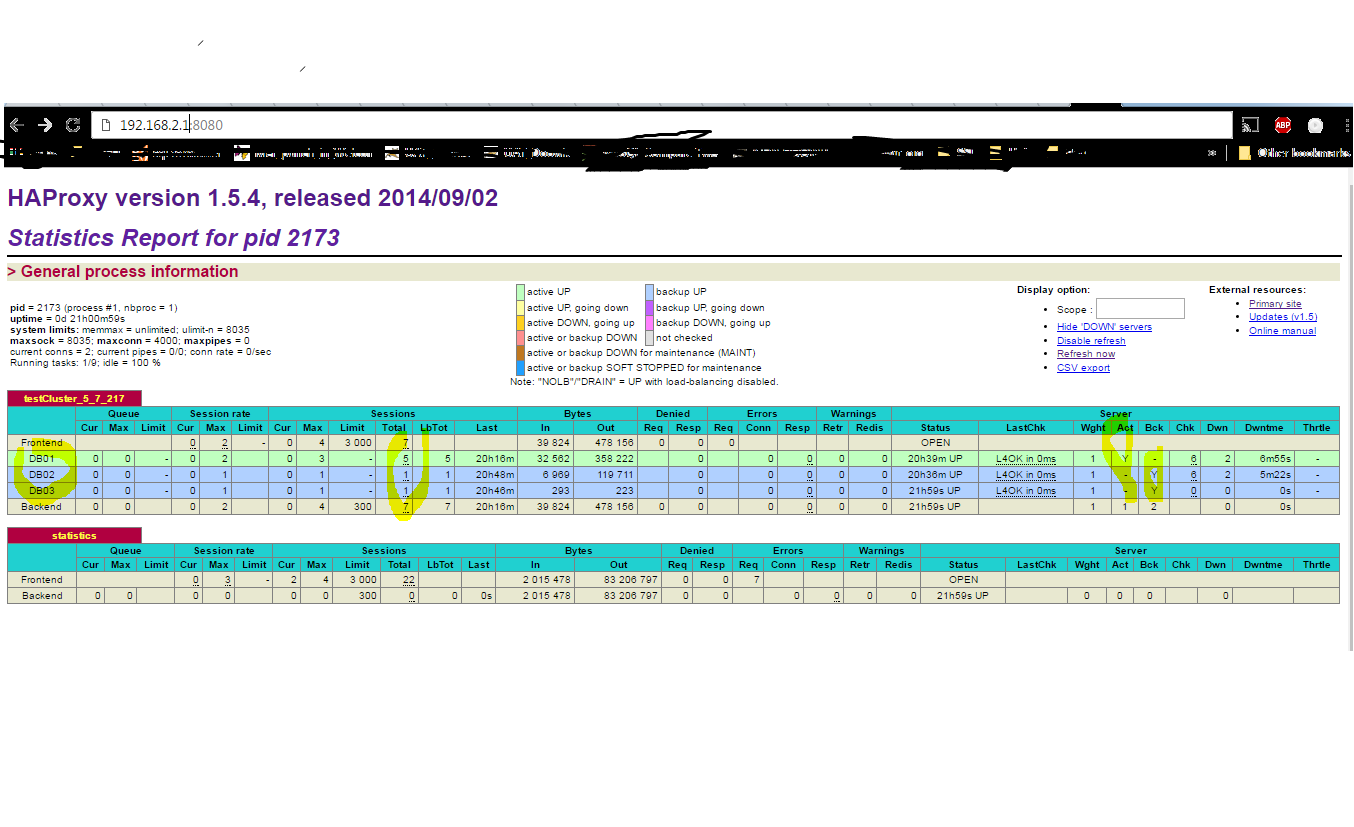 192.168.2.1:8080
ABP
Other bookmarks
HAProxy version 1.5.4, released 2014/09/02
Statistics Report for pid 2173
> General process information
pid = 2173 (process #1, nbproc = 1)
uptime = 0d 21h00m59s
system limits: memmax = unlimited; ulimit-n = 8035
maxsock = 8035; maxconn = 4000; maxpipes = 0
current conns = 2; current pipes = 0/0; conn rate = 0/sec
Running tasks: 1/9; idle = 100 %
active UP backup UP
active UP, going down backup UP, going down
active DOWN, going up backup DOWN, going up
active or backup DOWN not checked
active or backup DOWN for maintenance (MAINT)
active or backup SOFT STOPPED for maintenance
Note: "NOLB"/"DRAIN" = UP with load-balancing disabled.
Display option:
Scope :
Hide 'DOWN' servers
Disable refresh
Refresh now
CSV export
External resources:
Primary site
Updates (v1.5)
Online manual
testCluster_5_7_217
Queue Session rate Sessions Bytes Denied Errors Warnings Server
Cur Max Limit Cur Max Limit Cur Max Limit Total LbTot Last In Out Req Resp Req Conn Resp Retr Redis Status LastChk Wght Act Bck Chk Dwn Dwntme Thrtle
Frontend 0 2 - 0 4 3 000 7 39 824 478 156 0 0 0 OPEN
DB01 0 0 - 0 2 0 3 - 5 5 20h16m 32 562 358 222 0 0 0 0 0 20h39m UP L4OK in 0ms 1 Y - 6 2 6m55s -
DB02 0 0 - 0 1 0 1 - 1 1 20h48m 6 969 119 711 0 0 0 0 0 20h36m UP L4OK in 0ms 1 - Y 6 2 5m22s -
DB03 0 0 - 0 1 0 1 - 1 1 20h46m 293 223 0 0 0 0 0 21h59s UP L4OK in 0ms 1 - Y 0 0 0s -
Backend 0 0 0 2 0 4 300 7 7 20h16m 39 824 478 156 0 0 0 0 0 0 21h59s UP 1 1 2 0 0s
statistics
Queue Session rate Sessions Bytes Denied Errors Warnings Server
Cur Max Limit Cur Max Limit Cur Max Limit Total LbTot Last In Out Req Resp Req Conn Resp Retr Redis Status LastChk Wght Act Bck Chk Dwn Dwntme Thrtle
Frontend 0 3 - 2 4 3 000 22 2 015 478 83 206 797 0 0 7 OPEN
Backend 0 0 0 0 0 0 300 0 0 0s 2 015 478 83 206 797 0 0 0 0 0 0 21h59s UP 0 0 0 0